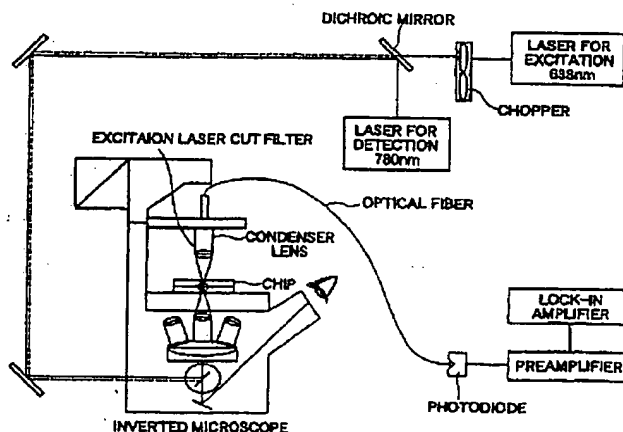 DICHROIC MIRROR
LASER FOR
EXCITATION
638nm
CHOPPER
LASER FOR
DETECTION
780nm
EXCITAION LASER CUT FILTER
OPTICAL FIBER
CONDENSER
LENS
CHIP
LOCK-IN
AMPLIFIER
PREAMPLIFIER
PHOTODIODE
INVERTED MICROSCOPE